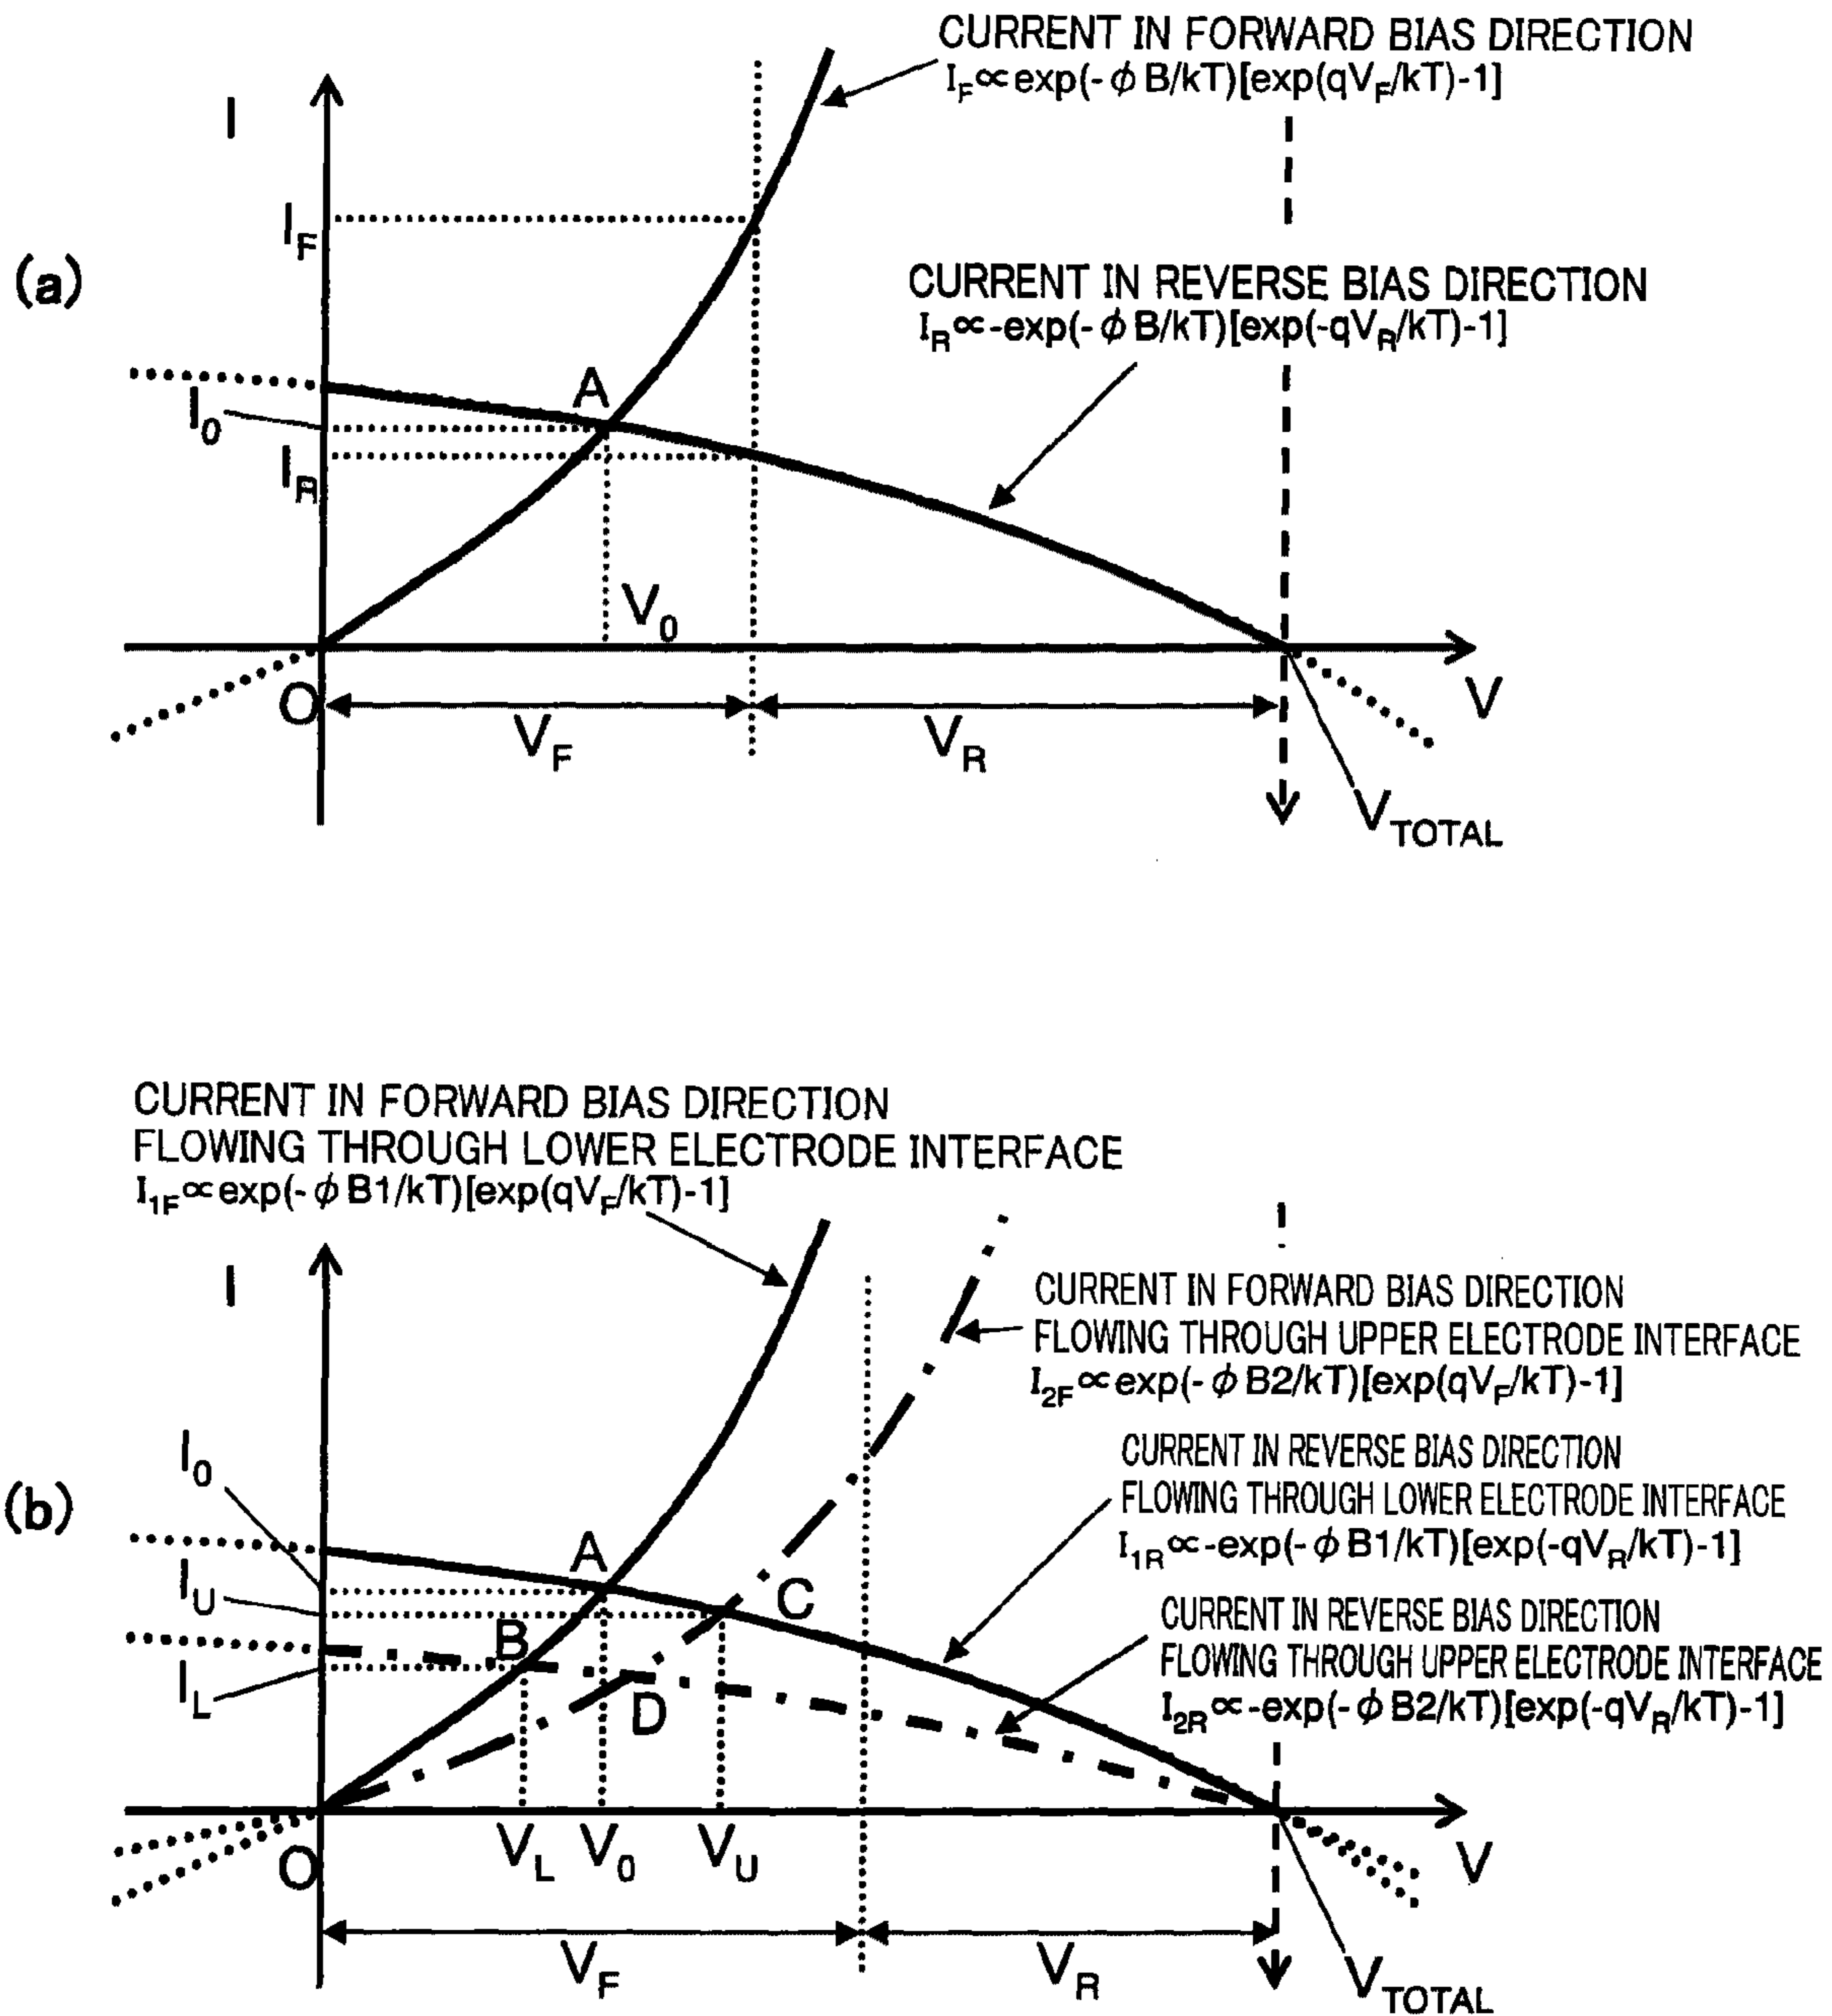 CURRENT IN FORWARD BIAS DIRECTION
I_F∝exp(-φB/kT)[exp(qV_F/kT)-1]
I
I_F
(a)
CURRENT IN REVERSE BIAS DIRECTION
I_R∝-exp(-φB/kT)[exp(-qV_R/kT)-1]
A
I_0
I_R
V_0
O
V
V_F
V_R
V_TOTAL
CURRENT IN FORWARD BIAS DIRECTION
FLOWING THROUGH LOWER ELECTRODE INTERFACE
I_1F∝exp(-φB1/kT)[exp(qV_F/kT)-1]
I
CURRENT IN FORWARD BIAS DIRECTION
FLOWING THROUGH UPPER ELECTRODE INTERFACE
I_2F∝exp(-φB2/kT)[exp(qV_F/kT)-1]
CURRENT IN REVERSE BIAS DIRECTION
FLOWING THROUGH LOWER ELECTRODE INTERFACE
I_1R∝-exp(-φB1/kT)[exp(-qV_R/kT)-1]
I_0
(b)
A
I_U
C
CURRENT IN REVERSE BIAS DIRECTION
FLOWING THROUGH UPPER ELECTRODE INTERFACE
I_2R∝-exp(-φB2/kT)[exp(-qV_R/kT)-1]
B
I_L
D
V_L V_0 V_U
O
V
V_F
V_R
V_TOTAL